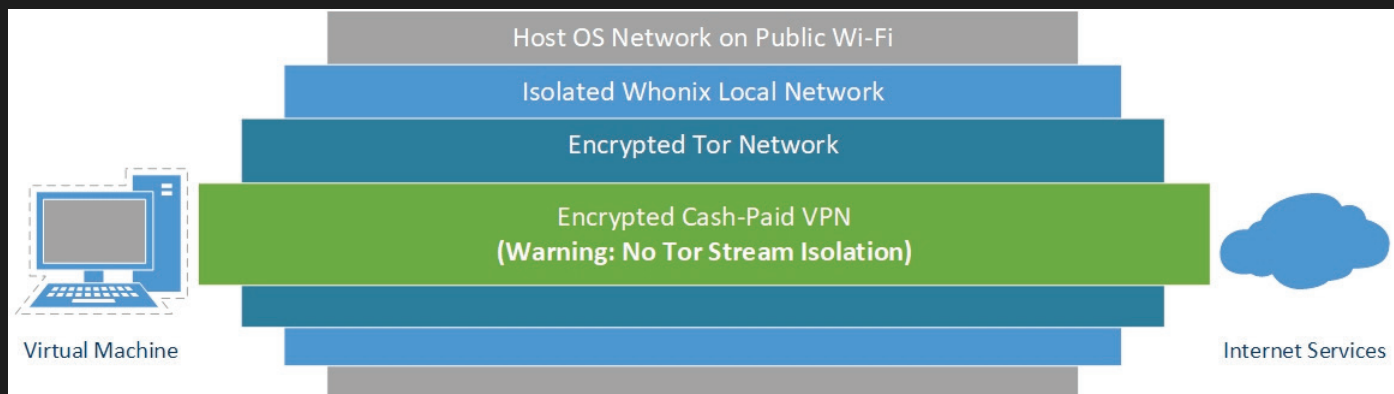 Host OS Network on Public Wi-Fi
Isolated Whonix Local Network
Encrypted Tor Network
Encrypted Cash-Paid VPN
(Warning: No Tor Stream Isolation)
Virtual Machine
Internet Services